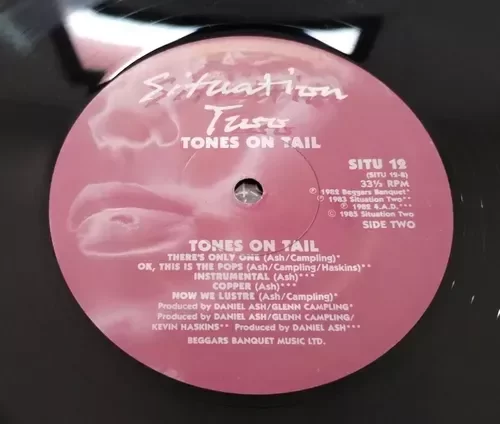 Situation
Two
TONES ON TAIL
SITU 12
(SITU 12-B)
33⅓ RPM
℗ 1982 Beggars Banquet*
℗ 1983 Situation Two**
℗ 1982 4.A.D.***
© 1985 Situation Two
SIDE TWO
TONES ON TAIL
THERE'S ONLY ONE (Ash/Campling)*
OK, THIS IS THE POPS (Ash/Campling/Haskins)**
INSTRUMENTAL (Ash)***
COPPER (Ash)***
NOW WE LUSTRE (Ash/Campling)*
Produced by DANIEL ASH/GLENN CAMPLING*
Produced by DANIEL ASH/GLENN CAMPLING/
KEVIN HASKINS** Produced by DANIEL ASH***
BEGGARS BANQUET MUSIC LTD.